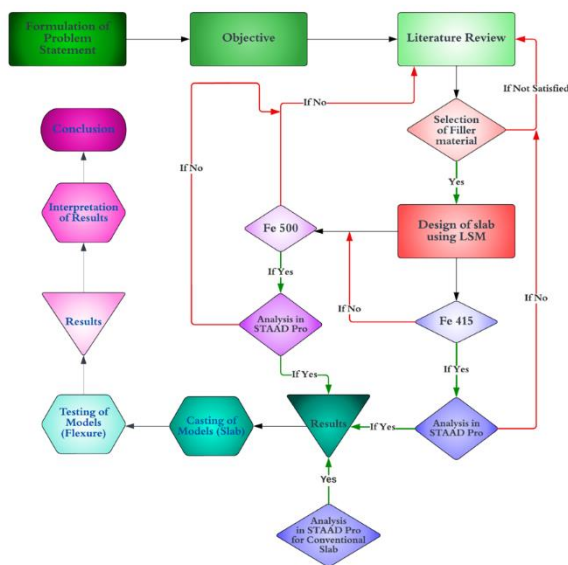 Formulation of
Problem
Statement
Objective
Literature Review
If No
If Not Satisfied
Selection
of Filler
material
Conclusion
If No
Yes
Interpretation
of Results
Fe 500
Design of slab
using LSM
If Yes
If No
If No
Results
Analysis in
STAAD Pro
Fe 415
If Yes
If Yes
Testing of
Models
(Flexure)
Casting of
Models (Slab)
Results
If Yes
Analysis in
STAAD Pro
Yes
Analysis
in STAAD Pro
for Conventional
Slab